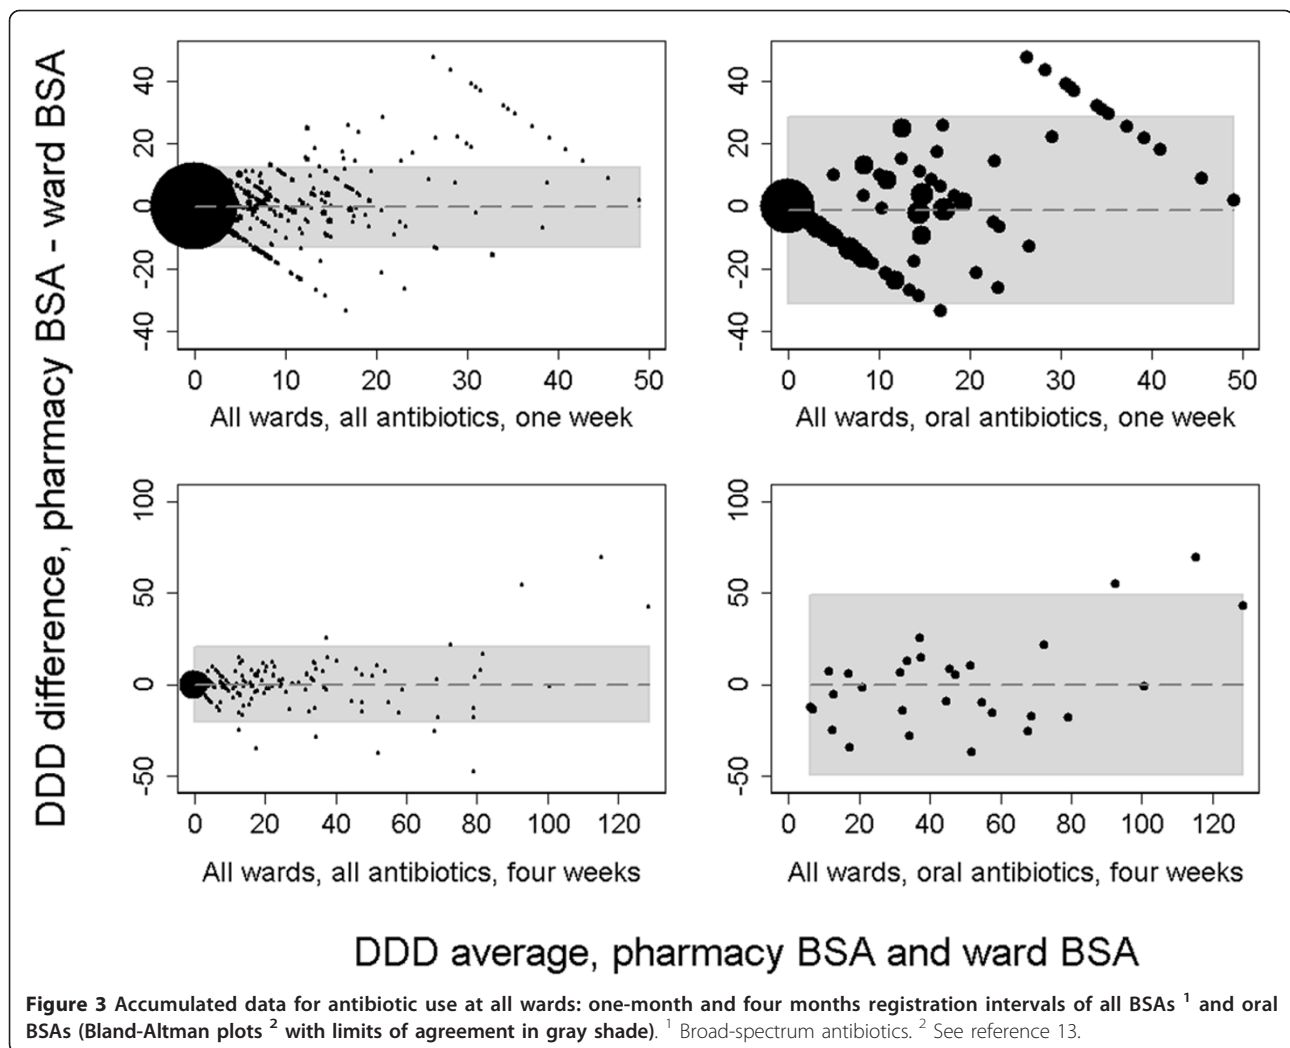 DDD difference, pharmacy BSA - ward BSA
40
20
0
-20
-40
0 10 20 30 40 50
All wards, all antibiotics, one week
40
20
0
-20
-40
0 10 20 30 40 50
All wards, oral antibiotics, one week
100
50
0
-50
0 20 40 60 80 100 120
All wards, all antibiotics, four weeks
100
50
0
-50
0 20 40 60 80 100 120
All wards, oral antibiotics, four weeks
DDD average, pharmacy BSA and ward BSA
Figure 3 Accumulated data for antibiotic use at all wards: one-month and four months registration intervals of all BSAs ¹ and oral
BSAs (Bland-Altman plots ² with limits of agreement in gray shade). ¹ Broad-spectrum antibiotics. ² See reference 13.